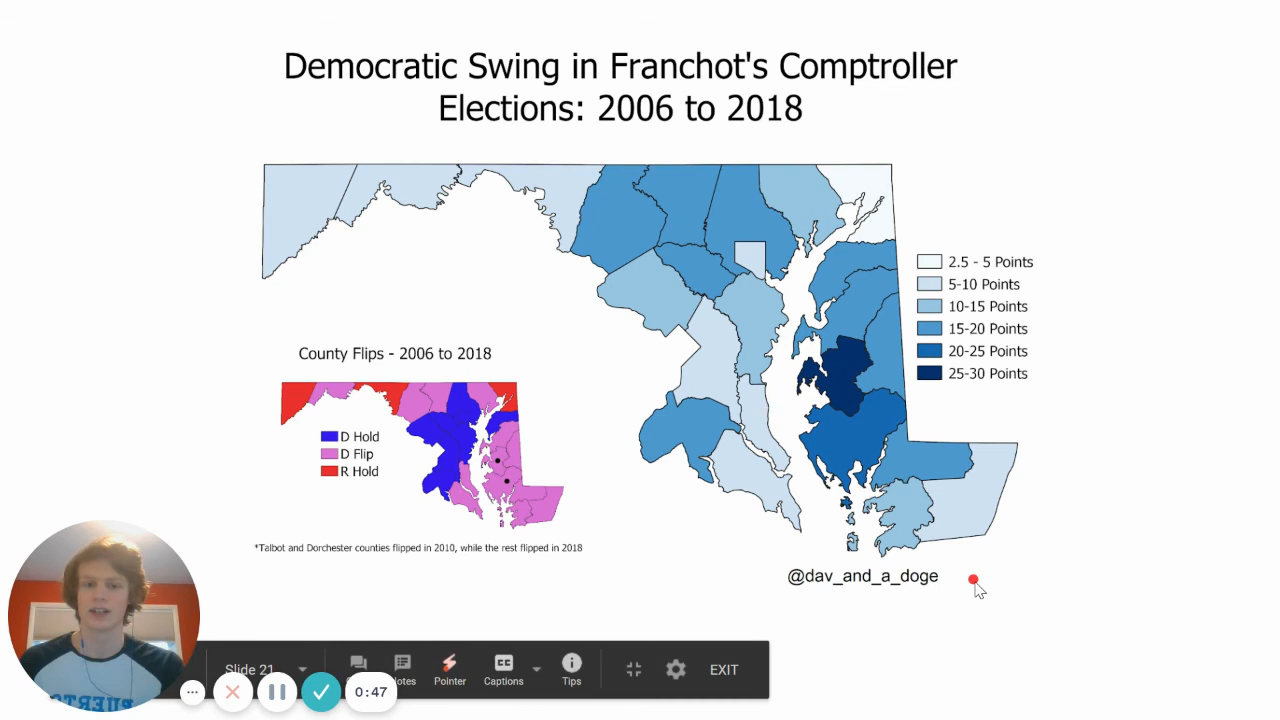 Democratic Swing in Franchot's Comptroller
Elections: 2006 to 2018
2.5 - 5 Points
5-10 Points
10-15 Points
15-20 Points
20-25 Points
25-30 Points
County Flips - 2006 to 2018
D Hold
D Flip
R Hold
*Talbot and Dorchester counties flipped in 2010, while the rest flipped in 2018
@dav_and_a_doge
Slide 21
Pointer
CC
Captions
Tips
EXIT
0:47